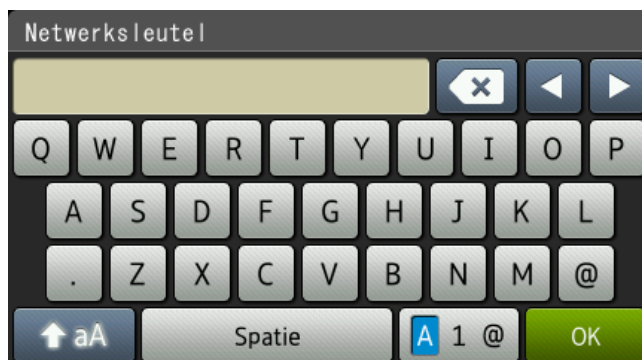 Netwerksleutel
Q W E R T Y U I O P
A S D F G H J K L
. Z X C V B N M @
aA Spatie A 1 @ OK